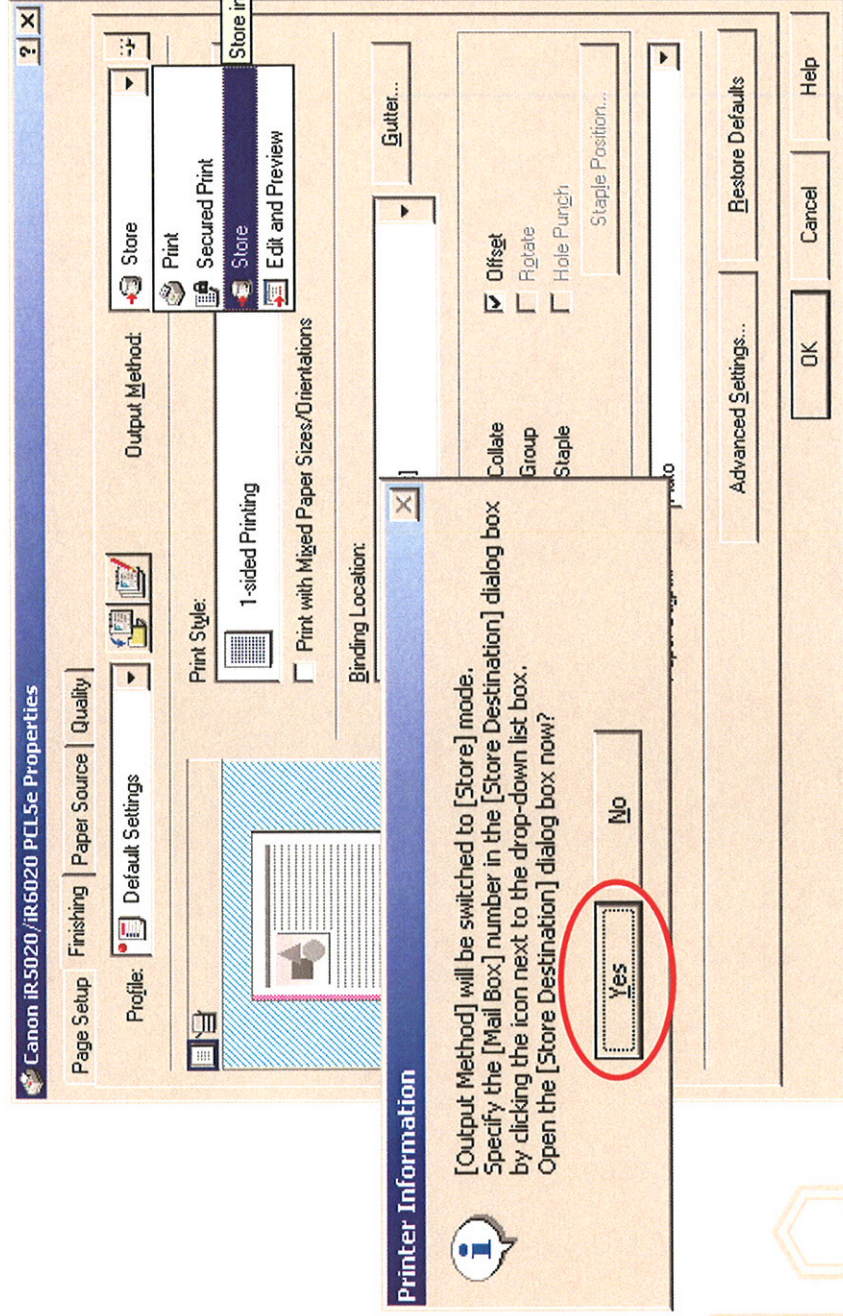 Canon iR5020/iR6020 PCL5e Properties
Page Setup
Finishing
Paper Source
Quality
Profile:
Default Settings
Output Method:
Store
Print
Secured Print
Store
Edit and Preview
Print Style:
1-sided Printing
Print with Mixed Paper Sizes/Orientations
Binding Location:
Gutter...
Collate
Group
Staple
Offset
Rotate
Hole Punch
Staple Position...
Advanced Settings...
Restore Defaults
OK
Cancel
Help
Printer Information
[Output Method] will be switched to [Store] mode.
Specify the [Mail Box] number in the [Store Destination] dialog box
by clicking the icon next to the drop-down list box.
Open the [Store Destination] dialog box now?
Yes
No